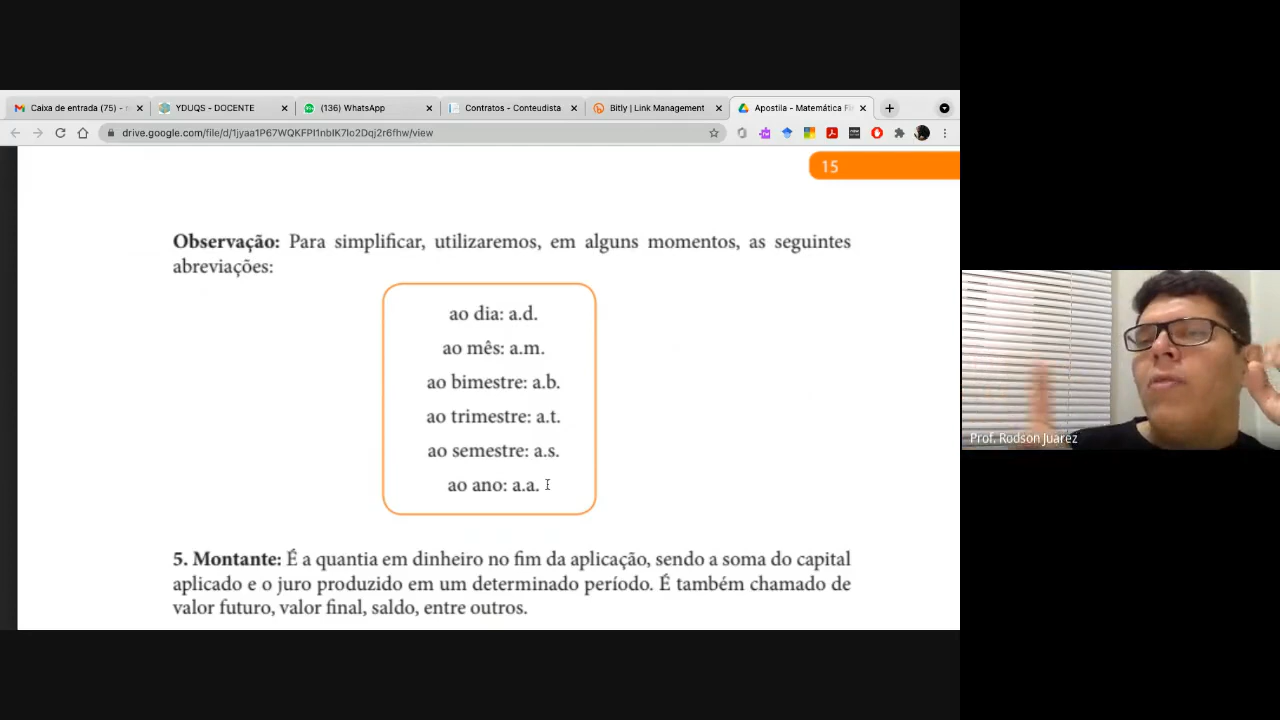 Caixa de entrada (75) -
YDUQS - DOCENTE
(136) WhatsApp
Contratos - Conteudista
Bitly | Link Management
Apostila - Matemática Fi
drive.google.com/file/d/1jyaa1P67WQKFPI1nbIK7Io2Dqj2r6fhw/view
15
Observação: Para simplificar, utilizaremos, em alguns momentos, as seguintes
abreviações:
ao dia: a.d.
ao mês: a.m.
ao bimestre: a.b.
ao trimestre: a.t.
ao semestre: a.s.
ao ano: a.a.
5. Montante: É a quantia em dinheiro no fim da aplicação, sendo a soma do capital
aplicado e o juro produzido em um determinado período. É também chamado de
valor futuro, valor final, saldo, entre outros.
Prof. Rodson Juarez